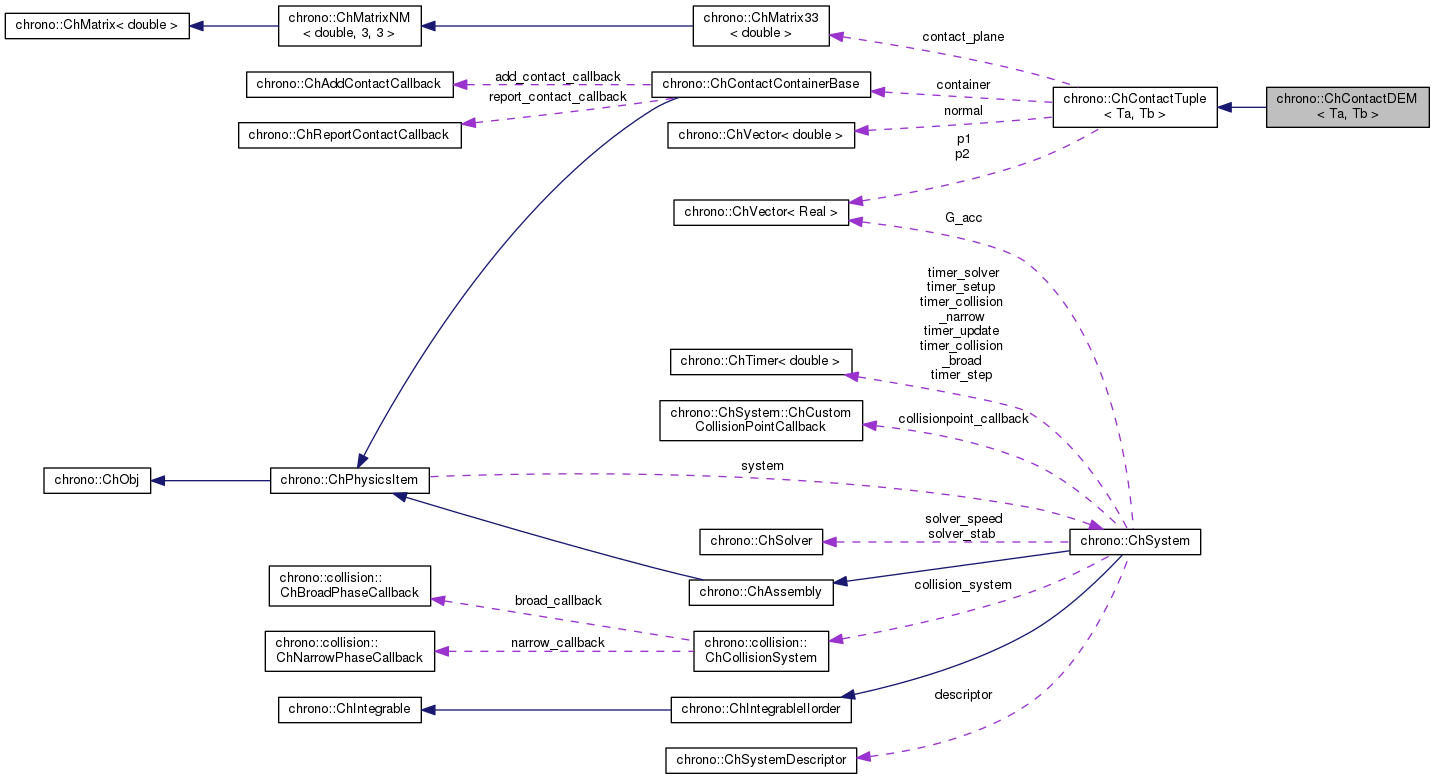 chrono::ChMatrix< double >
chrono::ChMatrixNM
< double, 3, 3 >
chrono::ChMatrix33
< double >
contact_plane
chrono::ChAddContactCallback
add_contact_callback
chrono::ChContactContainerBase
container
chrono::ChContactTuple
< Ta, Tb >
chrono::ChContactDEM
< Ta, Tb >
report_contact_callback
chrono::ChReportContactCallback
normal
chrono::ChVector< double >
p1
p2
chrono::ChVector< Real >
G_acc
timer_solver
timer_setup
timer_collision
_narrow
timer_update
timer_collision
_broad
timer_step
chrono::ChTimer< double >
chrono::ChSystem::ChCustom
CollisionPointCallback
collisionpoint_callback
chrono::ChObj
chrono::ChPhysicsItem
system
chrono::ChSolver
solver_speed
solver_stab
chrono::ChSystem
chrono::collision::
ChBroadPhaseCallback
broad_callback
chrono::ChAssembly
collision_system
chrono::collision::
ChNarrowPhaseCallback
narrow_callback
chrono::collision::
ChCollisionSystem
chrono::ChIntegrable
chrono::ChIntegrableIIorder
descriptor
chrono::ChSystemDescriptor